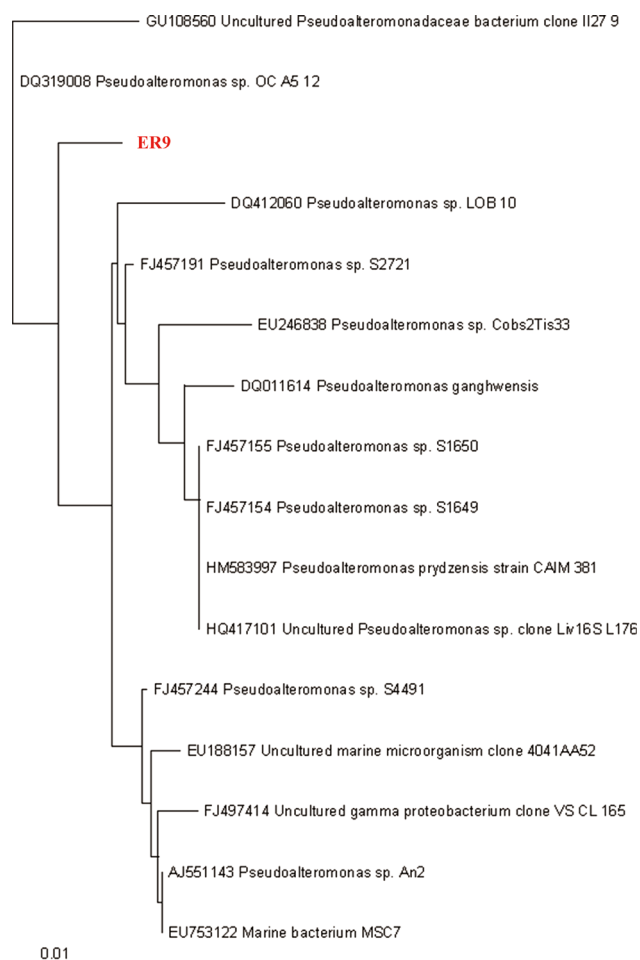 GU108560 Uncultured Pseudoalteromonadaceae bacterium clone II27 9
DQ319008 Pseudoalteromonas sp. OC A5 12
ER9
DQ412060 Pseudoalteromonas sp. LOB 10
FJ457191 Pseudoalteromonas sp. S2721
EU246838 Pseudoalteromonas sp. Cobs2Tis33
DQ011614 Pseudoalteromonas ganghwensis
FJ457155 Pseudoalteromonas sp. S1650
FJ457154 Pseudoalteromonas sp. S1649
HM583997 Pseudoalteromonas prydzensis strain CAIM 381
HQ417101 Uncultured Pseudoalteromonas sp. clone Liv16S L176
FJ457244 Pseudoalteromonas sp. S4491
EU188157 Uncultured marine microorganism clone 4041AA52
FJ497414 Uncultured gamma proteobacterium clone VS CL 165
AJ551143 Pseudoalteromonas sp. An2
EU753122 Marine bacterium MSC7
0.01